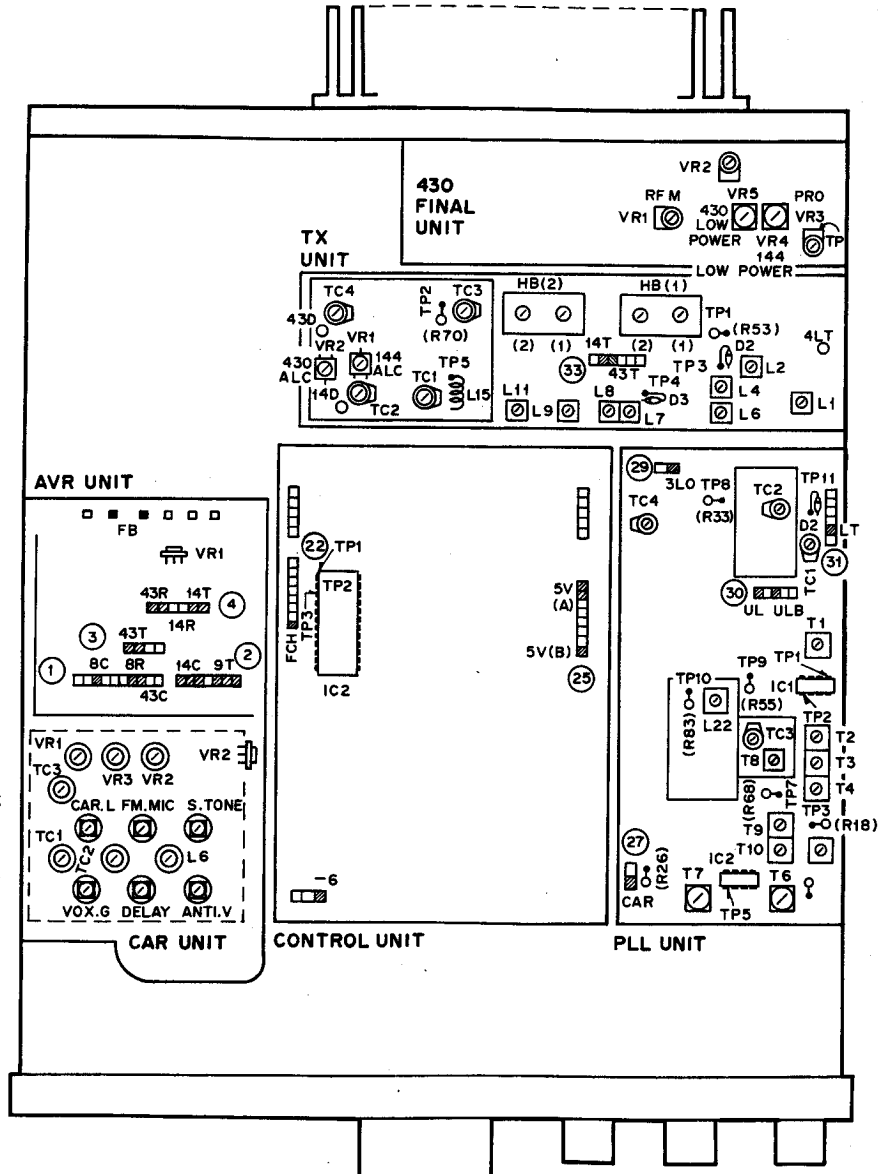 VR2
430
FINAL
UNIT
RF M
VR1
VR5
430
LOW
POWER
PRO
VR3
TP
VR4
144
LOW POWER
TX
UNIT
TC4
43D
VR2
430
ALC
VR1
144
ALC
14D
TC2
TP2
(R70)
TC3
TP5
TC1
L15
HB(2)
HB(1)
(2)
(1)
(2)
(1)
14T
33
43T
TP1
(R53)
D2
TP3
L2
4LT
L11
L9
L8
L7
TP4
D3
L4
L6
L1
AVR UNIT
FB
VR1
43R
14T
4
14R
3
43T
1
8C
8R
43C
14C
9T
2
VR1
VR3
VR2
VR2
TC3
CAR.L
FM.MIC
S.TONE
TC1
TC2
L6
VOX.G
DELAY
ANTI.V
CAR UNIT
22
TP1
TP2
TP3
FCH
IC2
5V
(A)
5V(B)
25
-6
CONTROL UNIT
29
3LO
TP8
(R33)
TC4
TC2
TP11
D2
LT
TC1
31
30
UL
ULB
T1
TP1
TP9
(R55)
IC1
TP10
(R83)
L22
TP2
TC3
T2
T8
T3
T4
(R68)
TP7
TP3
(R18)
T9
T10
27
(R26)
CAR
IC2
T7
TP5
T6
PLL UNIT